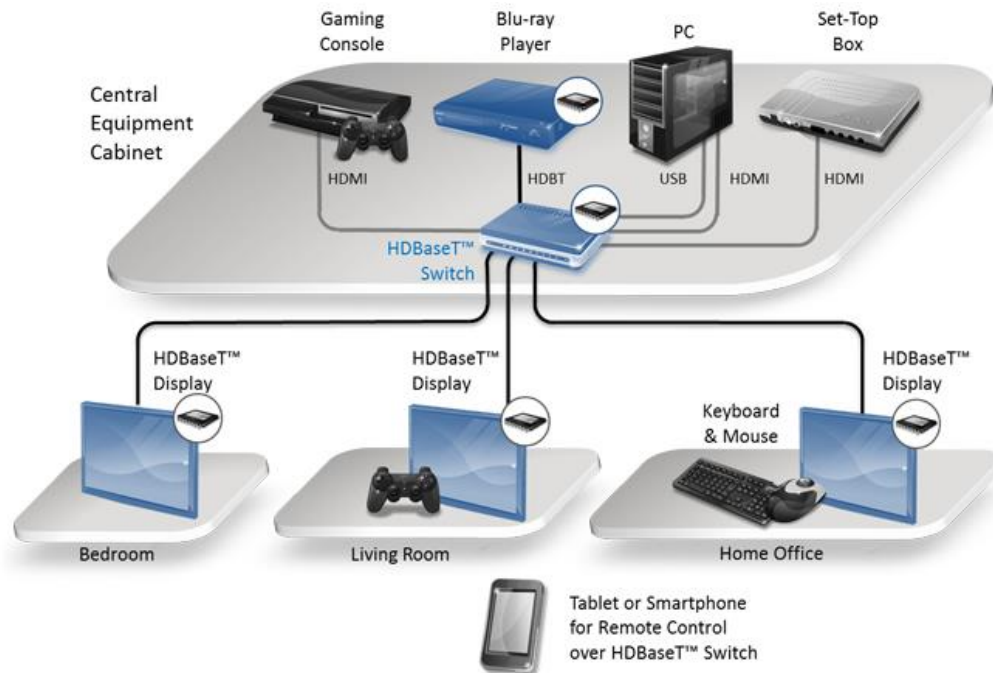 Gaming
Console
Blu-ray
Player
PC
Set-Top
Box
Central
Equipment
Cabinet
HDMI
HDBT
USB
HDMI
HDMI
HDBaseT™
Switch
HDBaseT™
Display
HDBaseT™
Display
HDBaseT™
Display
Keyboard
& Mouse
Bedroom
Living Room
Home Office
Tablet or Smartphone
for Remote Control
over HDBaseT™ Switch